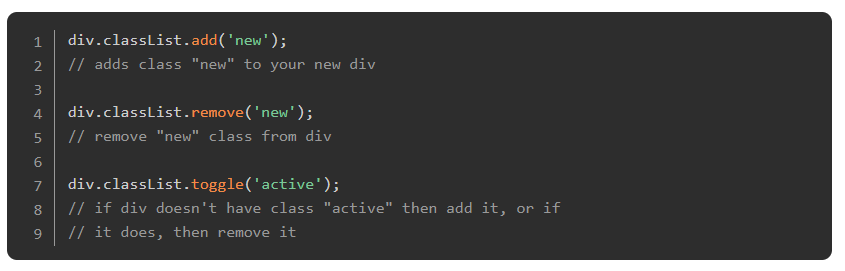 1 div.classList.add('new');
2 // adds class "new" to your new div
3
4 div.classList.remove('new');
5 // remove "new" class from div
6
7 div.classList.toggle('active');
8 // if div doesn't have class "active" then add it, or if
9 // it does, then remove it